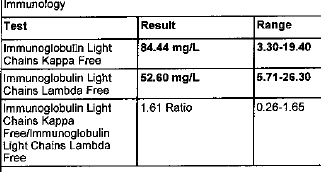 Immunology
Test Result Range
Immunoglobulin Light 84.44 mg/L 3.30-19.40
Chains Kappa Free
Immunoglobulin Light 52.60 mg/L 5.71-26.30
Chains Lambda Free
Immunoglobulin Light 1.61 Ratio 0.26-1.65
Chains Kappa
Free/Immunoglobulin
Light Chains Lambda
Free